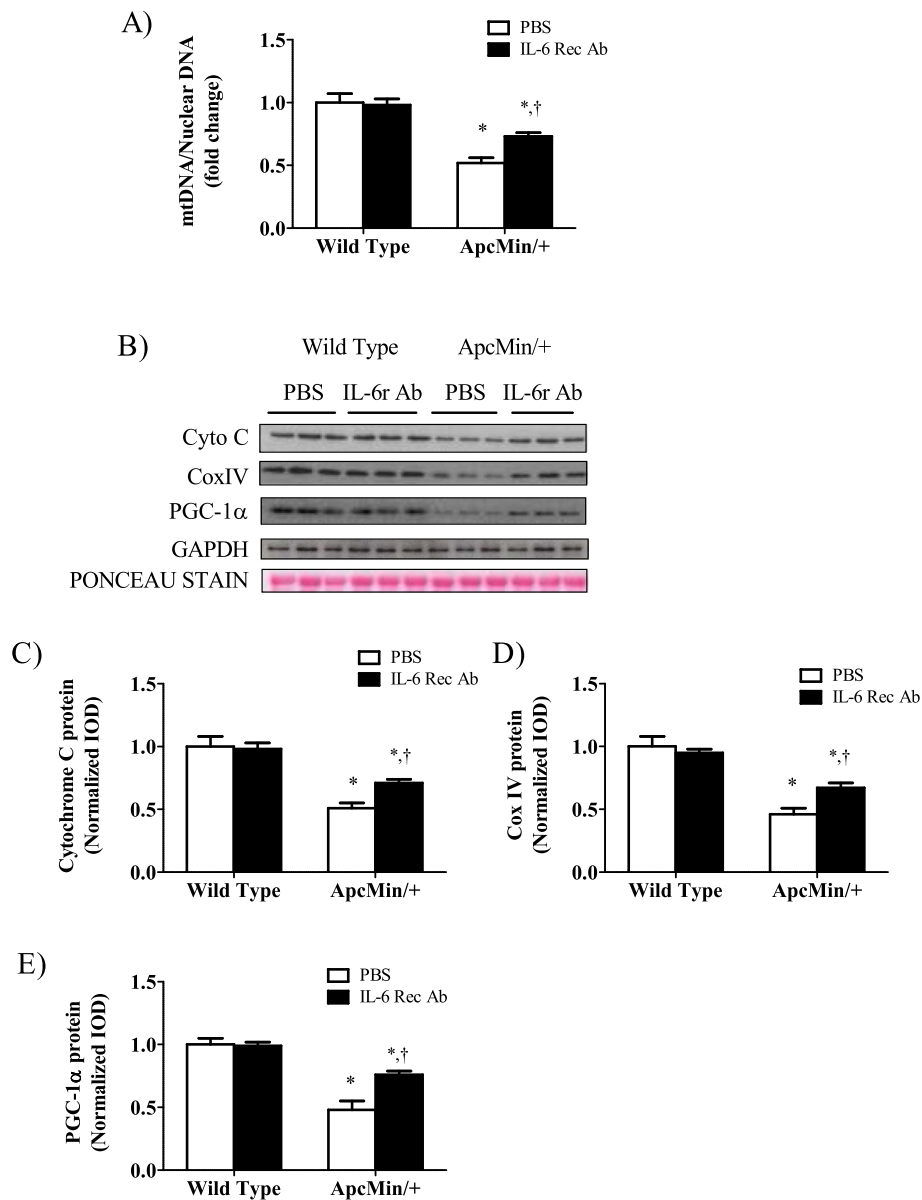 A)
PBS
IL-6 Rec Ab
mtDNA/Nuclear DNA
(fold change)
1.5
1.0
0.5
0.0
*
*,†
Wild Type ApcMin/+
B)
Wild Type ApcMin/+
PBS IL-6r Ab PBS IL-6r Ab
Cyto C
CoxIV
PGC-1α
GAPDH
PONCEAU STAIN
C)
PBS
IL-6 Rec Ab
Cytochrome C protein
(Normalized IOD)
1.5
1.0
0.5
0.0
*
*,†
Wild Type ApcMin/+
D)
PBS
IL-6 Rec Ab
Cox IV protein
(Normalized IOD)
1.5
1.0
0.5
0.0
*
*,†
Wild Type ApcMin/+
E)
PBS
IL-6 Rec Ab
PGC-1α protein
(Normalized IOD)
1.5
1.0
0.5
0.0
*
*,†
Wild Type ApcMin/+